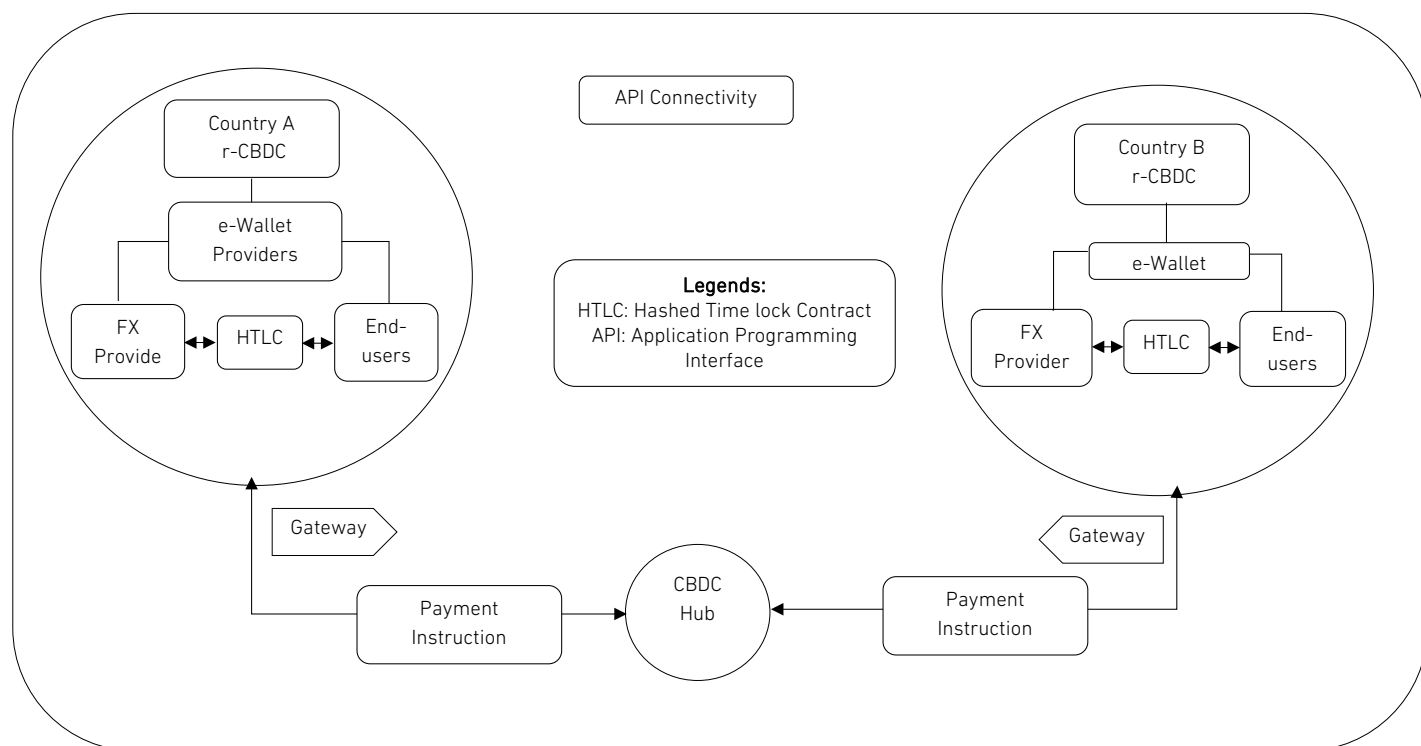 API Connectivity
Country A
r-CBDC
e-Wallet
Providers
FX
Provide
HTLC
End-
users
Country B
r-CBDC
e-Wallet
FX
Provider
HTLC
End-
users
Legends:
HTLC: Hashed Time lock Contract
API: Application Programming
Interface
Gateway
Gateway
Payment
Instruction
CBDC
Hub
Payment
Instruction